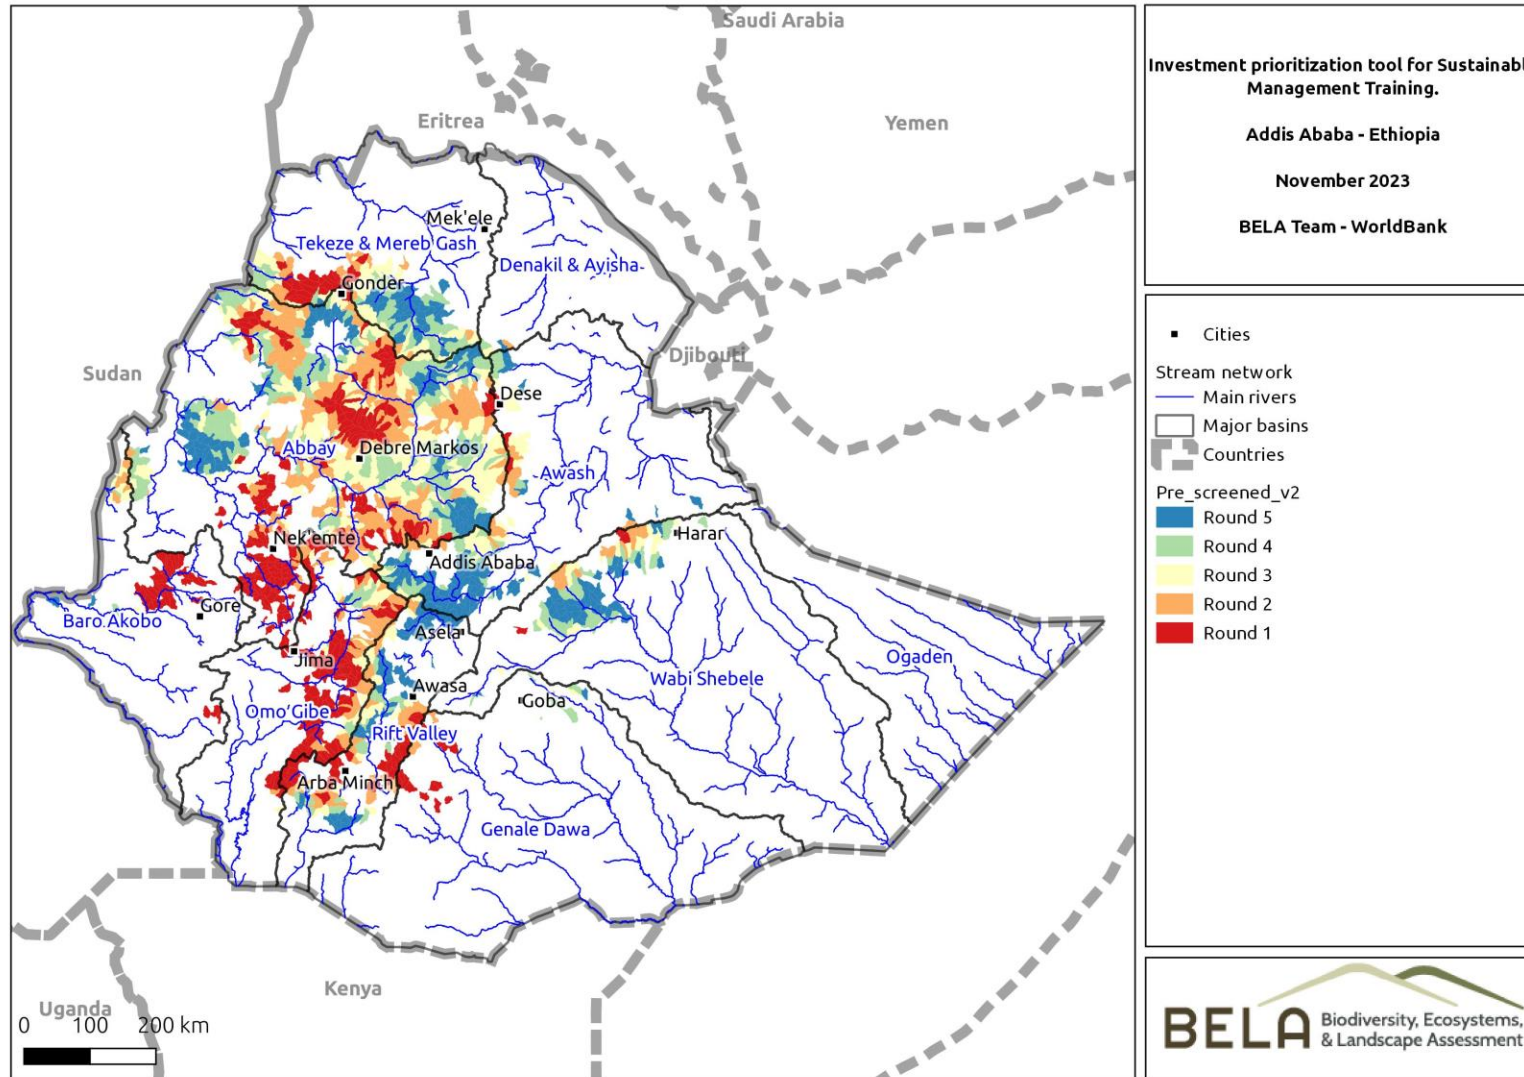 Saudi Arabia
Eritrea
Yemen
Mek'ele
Tekeze & Mereb Gash
Denakil & Ayisha
Gonder
Sudan
Djibouti
Dese
Abbay
Debre Markos
Awash
Nek'emte
Harar
Addis Ababa
Gore
Baro Akobo
Asela
Jima
Ogaden
Wabi Shebele
Awasa
Goba
Omo'Gibe
Rift Valley
Arba Minch
Genale Dawa
Kenya
Uganda
0 100 200 km
Investment prioritization tool for Sustainabl
Management Training.
Addis Ababa - Ethiopia
November 2023
BELA Team - WorldBank
Cities
Stream network
Main rivers
Major basins
Countries
Pre_screened_v2
Round 5
Round 4
Round 3
Round 2
Round 1
BELA
Biodiversity, Ecosystems,
& Landscape Assessment